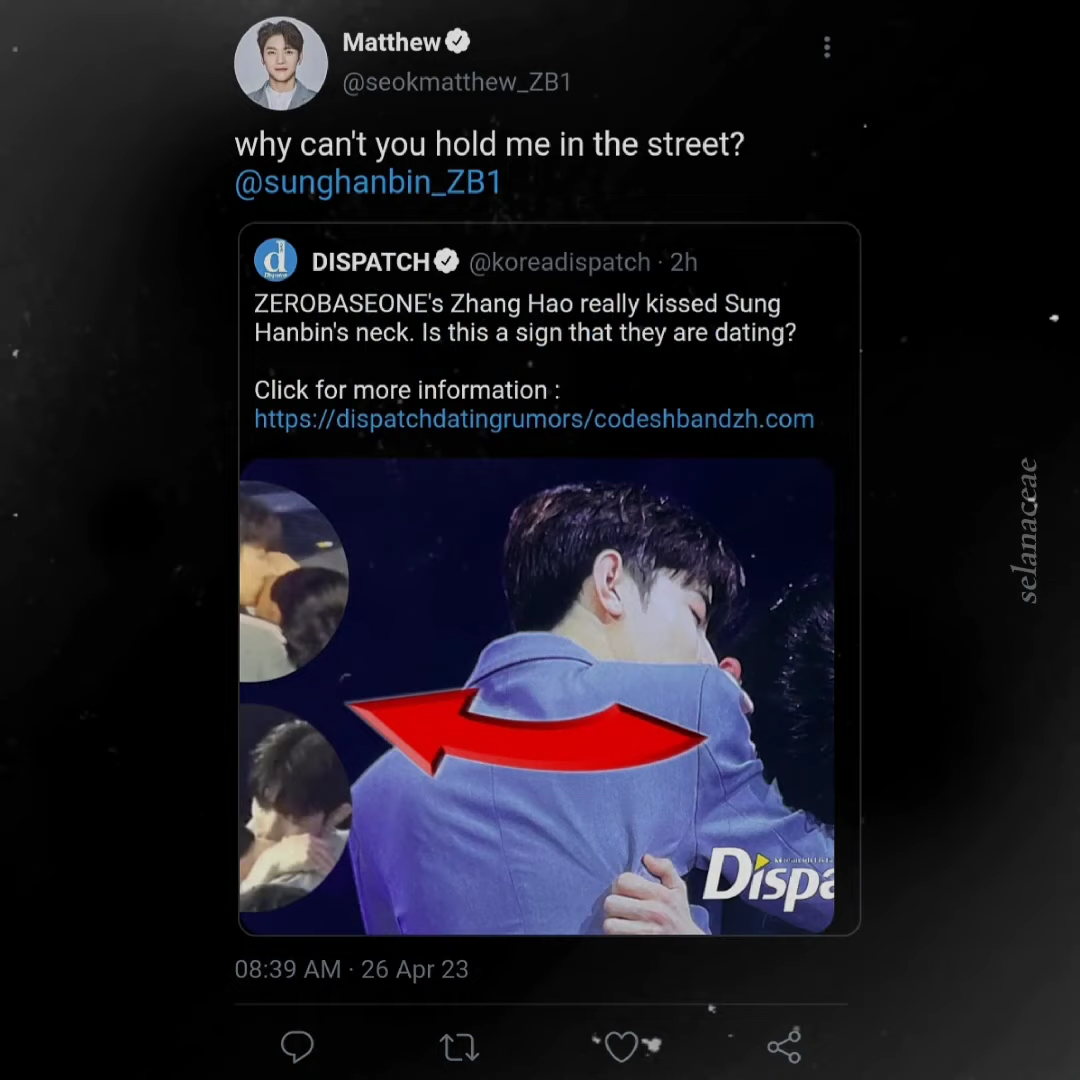 Matthew
@seokmatthew_ZB1
why can't you hold me in the street?
@sunghanbin_ZB1
d
DISPATCH @koreadispatch · 2h
ZEROBASEONE's Zhang Hao really kissed Sung
Hanbin's neck. Is this a sign that they are dating?
Click for more information :
https://dispatchdatingrumors/codeshbandzh.com
Dispa
08:39 AM · 26 Apr 23
selanaceae